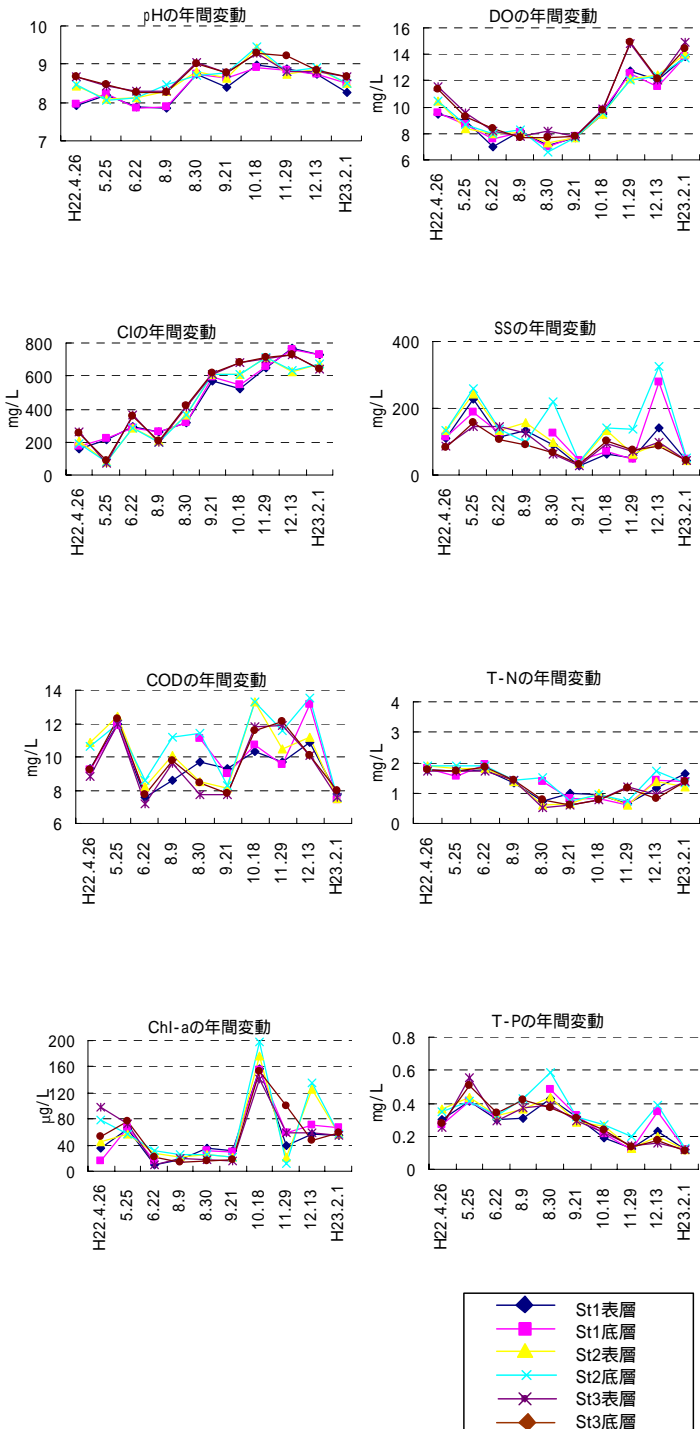 pHの年間変動
10
9
8
7
H22.4.26
5.25
6.22
8.9
8.30
9.21
10.18
11.29
12.13
H23.2.1
DOの年間変動
mg/L
16
14
12
10
8
6
H22.4.26
5.25
6.22
8.9
8.30
9.21
10.18
11.29
12.13
H23.2.1
Clの年間変動
mg/L
800
600
400
200
0
H22.4.26
5.25
6.22
8.9
8.30
9.21
10.18
11.29
12.13
H23.2.1
SSの年間変動
mg/L
400
200
0
H22.4.26
5.25
6.22
8.9
8.30
9.21
10.18
11.29
12.13
H23.2.1
CODの年間変動
mg/L
14
12
10
8
6
H22.4.26
5.25
6.22
8.9
8.30
9.21
10.18
11.29
12.13
H23.2.1
T-Nの年間変動
mg/L
4
3
2
1
0
H22.4.26
5.25
6.22
8.9
8.30
9.21
10.18
11.29
12.13
H23.2.1
Chl-aの年間変動
μg/L
200
160
120
80
40
0
H22.4.26
5.25
6.22
8.9
8.30
9.21
10.18
11.29
12.13
H23.2.1
T-Pの年間変動
mg/L
0.8
0.6
0.4
0.2
0
H22.4.26
5.25
6.22
8.9
8.30
9.21
10.18
11.29
12.13
H23.2.1
St1表層
St1底層
St2表層
St2底層
St3表層
St3底層